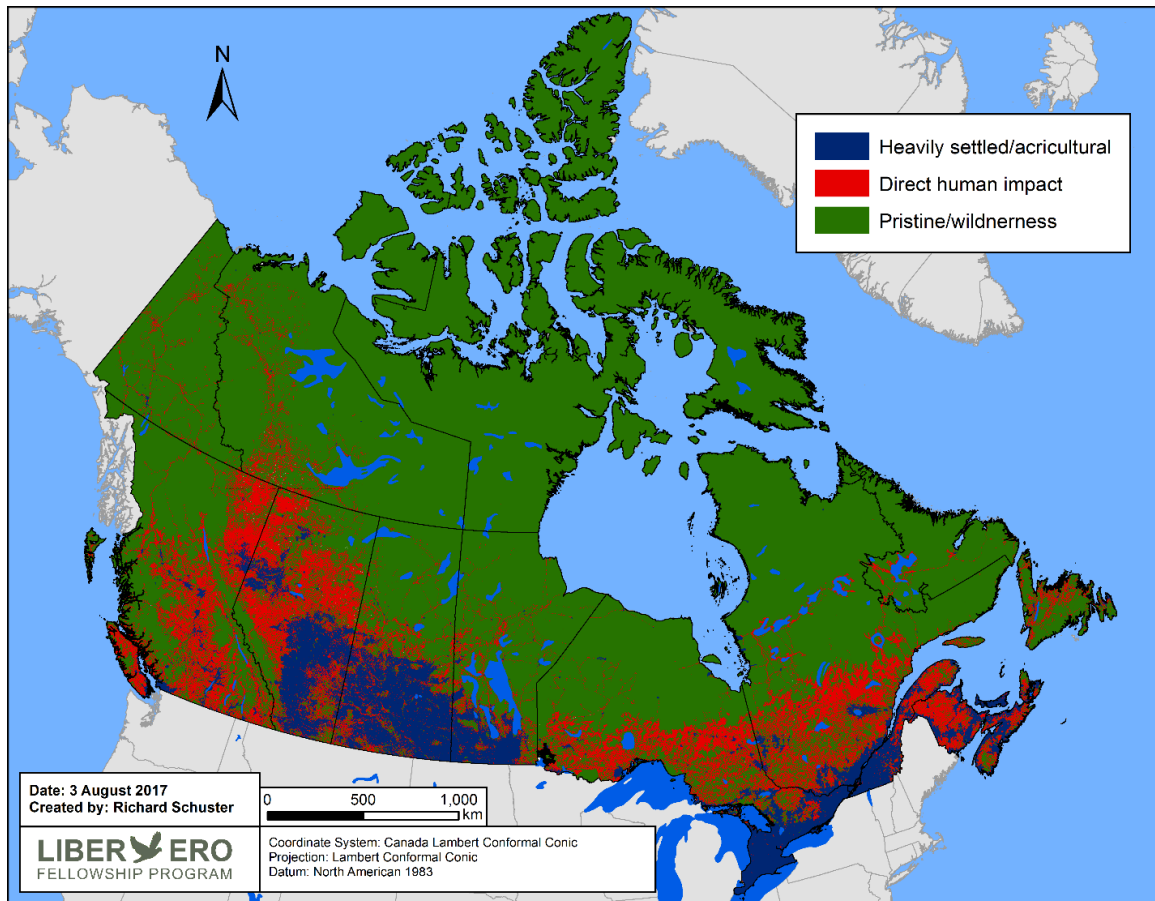 N
Heavily settled/acricultural
Direct human impact
Pristine/wildnerness
Date: 3 August 2017
Created by: Richard Schuster
0 500 1,000
km
LIBER ERO
FELLOWSHIP PROGRAM
Coordinate System: Canada Lambert Conformal Conic
Projection: Lambert Conformal Conic
Datum: North American 1983